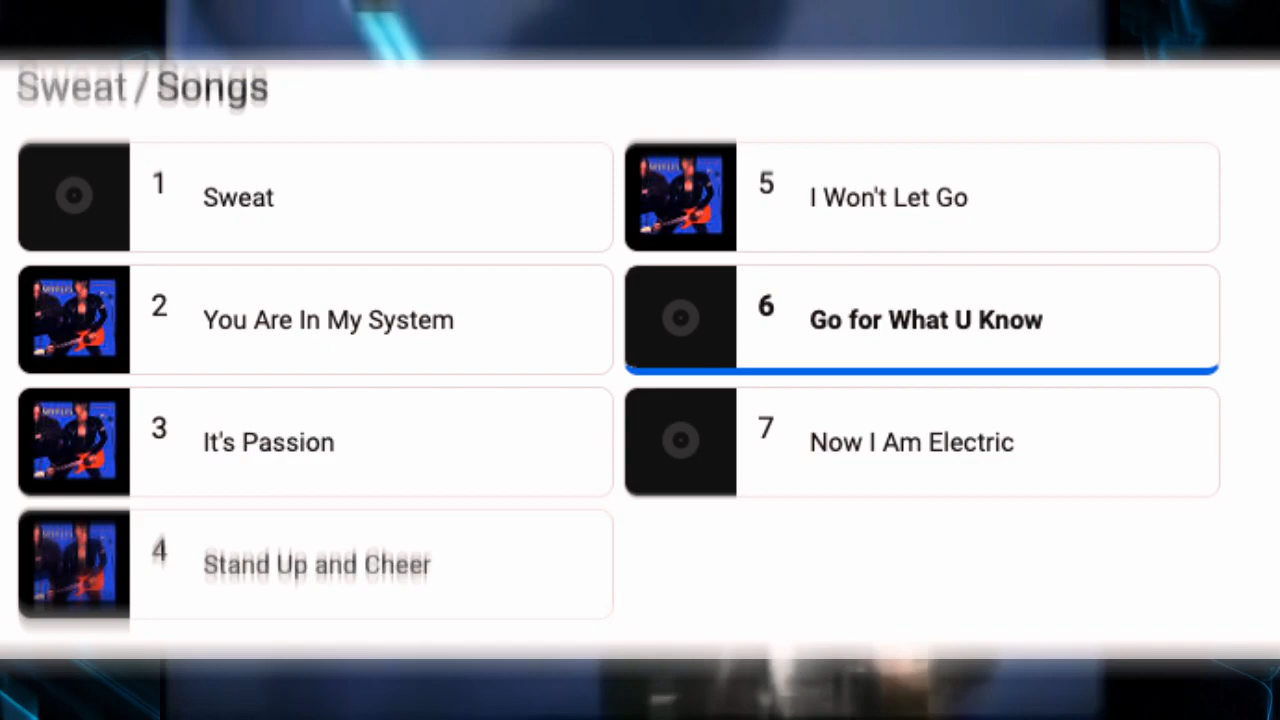 Sweat / Songs
1 Sweat
2 You Are In My System
3 It's Passion
4 Stand Up and Cheer
5 I Won't Let Go
6 Go for What U Know
7 Now I Am Electric